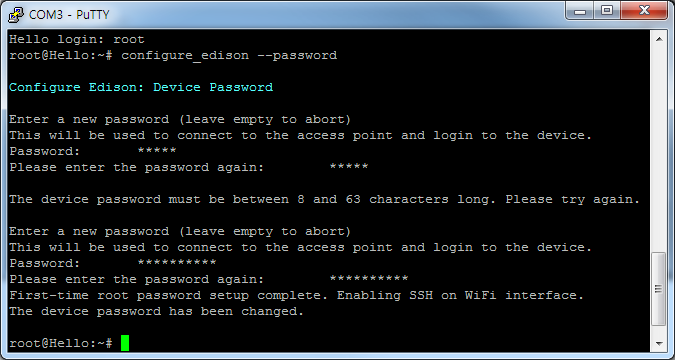 COM3 - PuTTY
Hello login: root
root@Hello:~# configure_edison --password
Configure Edison: Device Password
Enter a new password (leave empty to abort)
This will be used to connect to the access point and login to the device.
Password:       *****
Please enter the password again:        *****
The device password must be between 8 and 63 characters long. Please try again.
Enter a new password (leave empty to abort)
This will be used to connect to the access point and login to the device.
Password:       **********
Please enter the password again:        **********
First-time root password setup complete. Enabling SSH on WiFi interface.
The device password has been changed.
root@Hello:~#